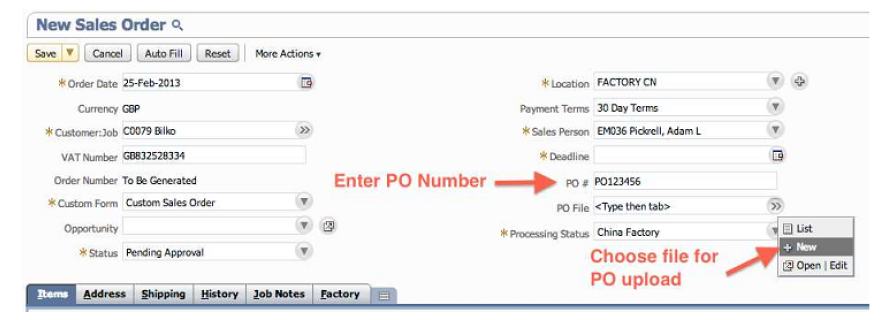 New Sales Order
Save Cancel Auto Fill Reset More Actions
*Order Date 25-Feb-2013
Currency GBP
*Customer:Job C0079 Bilko
VAT Number GB832528334
Order Number To Be Generated
*Custom Form Custom Sales Order
Opportunity
*Status Pending Approval
*Location FACTORY CN
Payment Terms 30 Day Terms
*Sales Person EM036 Pickrell, Adam L
*Deadline
Enter PO Number
PO # PO123456
PO File <Type then tab>
*Processing Status China Factory
List
New
Open | Edit
Choose file for
PO upload
Items Address Shipping History Job Notes Factory